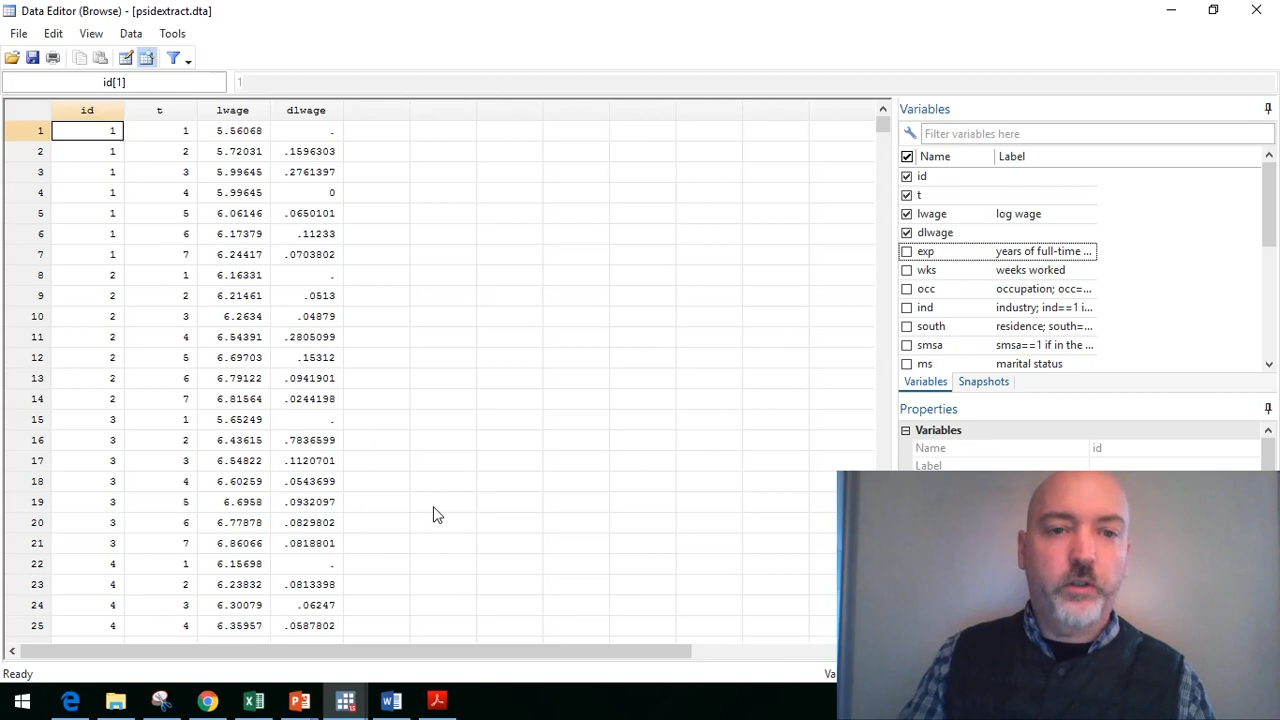 Data Editor (Browse) - [psidextract.dta]
File Edit View Data Tools
id[1] 1
id t lwage dlwage
1 1 1 5.56068 .
2 1 2 5.72031 .1596303
3 1 3 5.99645 .2761397
4 1 4 5.99645 0
5 1 5 6.06146 .0650101
6 1 6 6.17379 .11233
7 1 7 6.24417 .0703802
8 2 1 6.16331 .
9 2 2 6.21461 .0513
10 2 3 6.2634 .04879
11 2 4 6.54391 .2805099
12 2 5 6.69703 .15312
13 2 6 6.79122 .0941901
14 2 7 6.81564 .0244198
15 3 1 5.65249 .
16 3 2 6.43615 .7836599
17 3 3 6.54822 .1120701
18 3 4 6.60259 .0543699
19 3 5 6.6958 .0932097
20 3 6 6.77878 .0829802
21 3 7 6.86066 .0818801
22 4 1 6.15698 .
23 4 2 6.23832 .0813398
24 4 3 6.30079 .06247
25 4 4 6.35957 .0587802
Ready
Va
Variables
Filter variables here
Name Label
id
t
lwage log wage
dlwage
exp years of full-time ...
wks weeks worked
occ occupation; occ=...
ind industry; ind==1 i...
south residence; south=...
smsa smsa==1 if in the ...
ms marital status
Variables Snapshots
Properties
Variables
Name id
Label